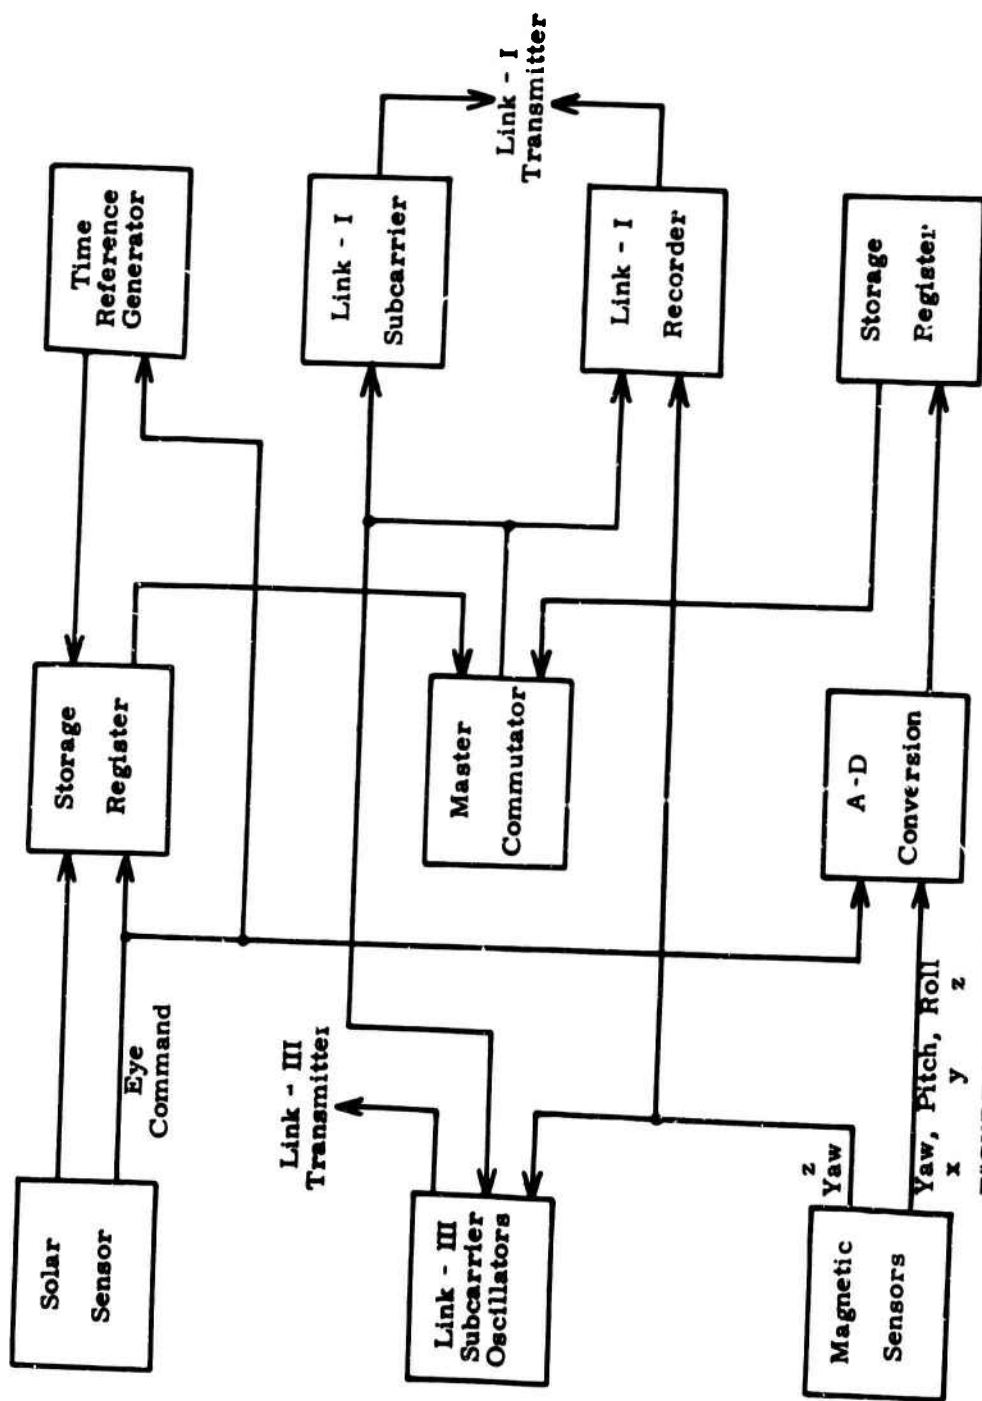 Time
Reference
Generator
Link - I
Subcarrier
Link - I
Transmitter
Link - I
Recorder
Storage
Register
Storage
Register
Master
Commutator
A-D
Conversion
Solar
Sensor
Eye
Command
Link - III
Transmitter
Link - III
Subcarrier
Oscillators
Magnetic
Sensors
z
Yaw
Yaw, Pitch, Roll
x y z